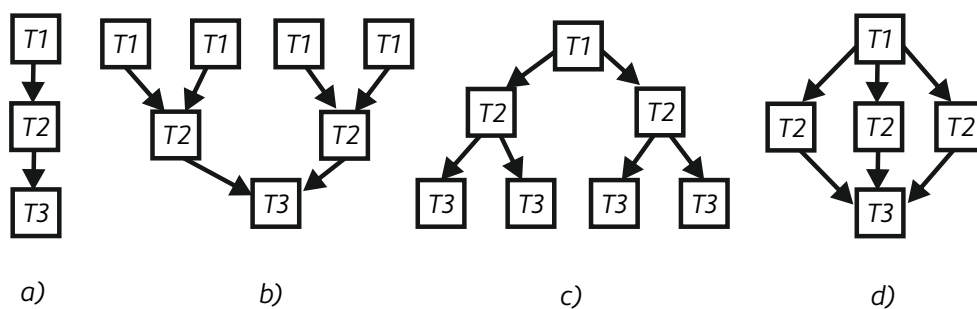 T1 T1 T1 T1 T1 T1 T1
T2 T2 T2 T2 T2 T2 T2 T2
T3 T3 T3 T3 T3 T3 T3
a) b) c) d)